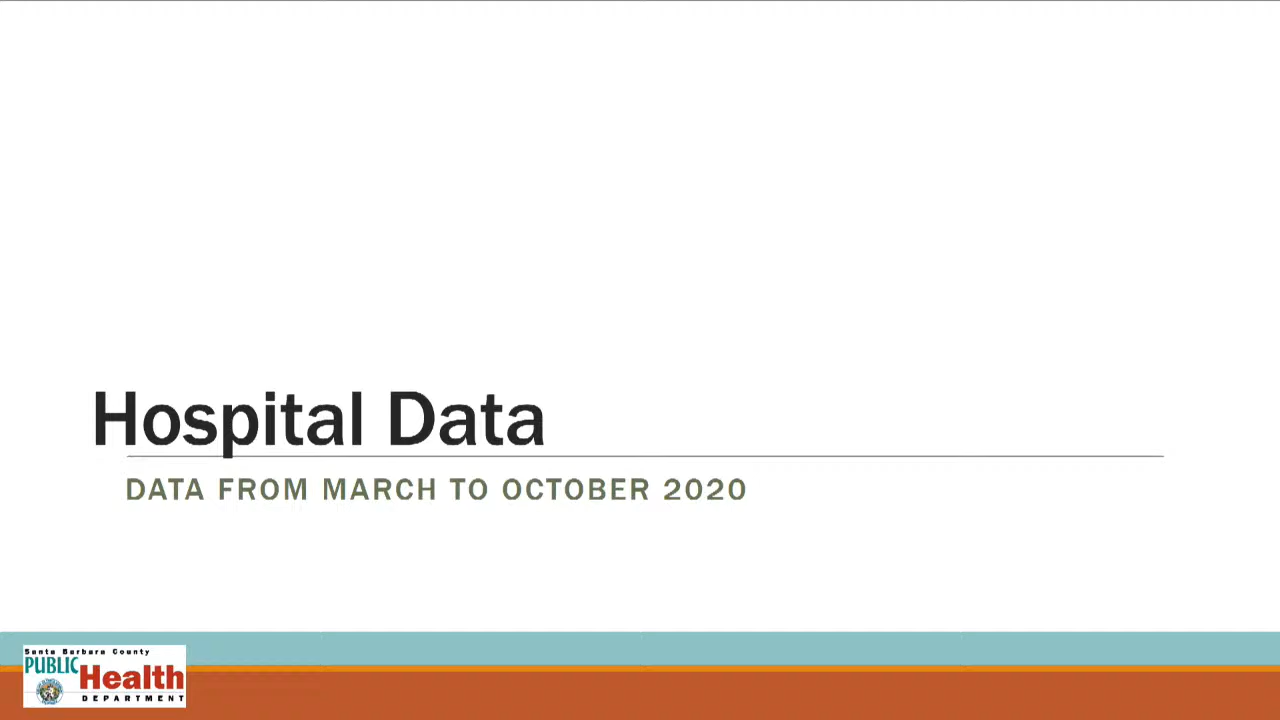 Hospital Data
DATA FROM MARCH TO OCTOBER 2020
Santa Barbara County
PUBLIC
Health
DEPARTMENT